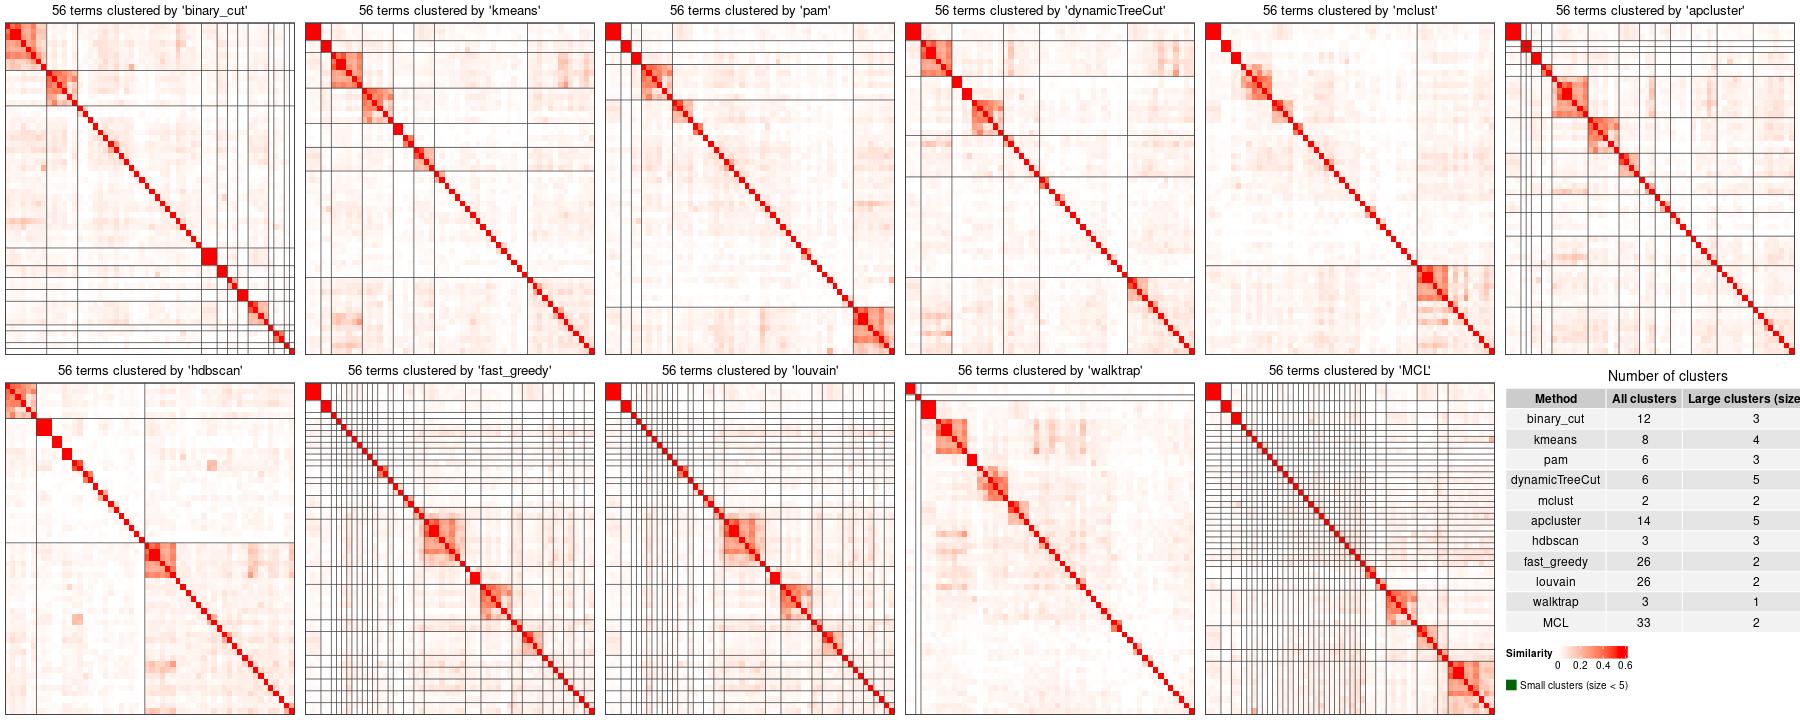 56 terms clustered by 'binary_cut'
56 terms clustered by 'kmeans'
56 terms clustered by 'pam'
56 terms clustered by 'dynamicTreeCut'
56 terms clustered by 'mclust'
56 terms clustered by 'apcluster'
56 terms clustered by 'hdbscan'
56 terms clustered by 'fast_greedy'
56 terms clustered by 'louvain'
56 terms clustered by 'walktrap'
56 terms clustered by 'MCL'
Number of clusters
Method All clusters Large clusters (size
binary_cut 12 3
kmeans 8 4
pam 6 3
dynamicTreeCut 6 5
mclust 2 2
apcluster 14 5
hdbscan 3 3
fast_greedy 26 2
louvain 26 2
walktrap 3 1
MCL 33 2
Similarity
0 0.2 0.4 0.6
Small clusters (size < 5)